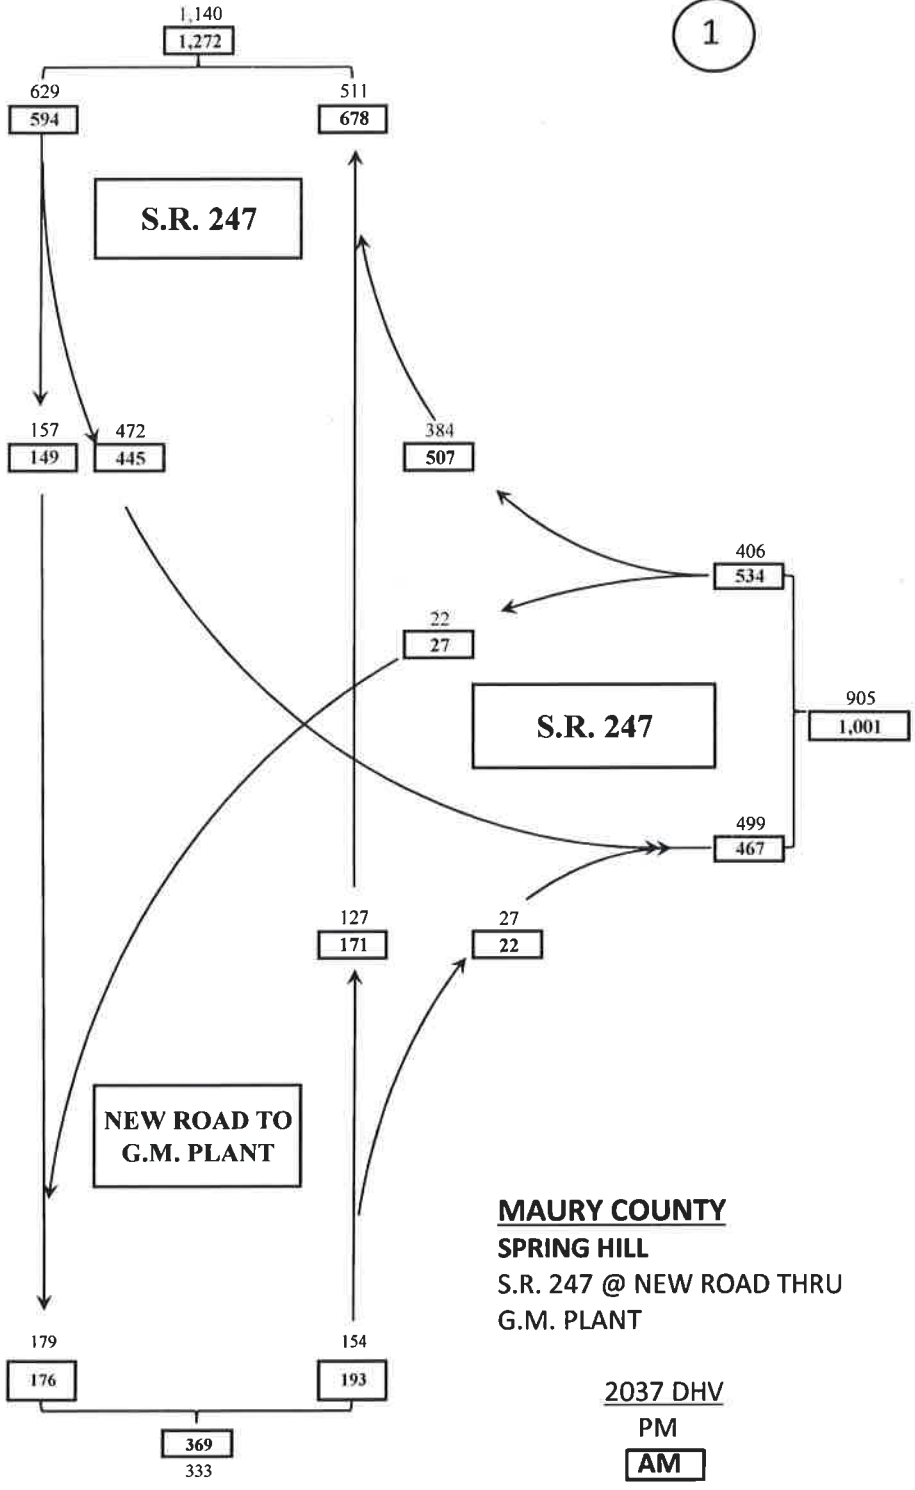 1,140
1,272
1
629
594
511
678
S.R. 247
157
149
472
445
384
507
406
534
22
27
S.R. 247
905
1,001
499
467
127
171
27
22
NEW ROAD TO
G.M. PLANT
MAURY COUNTY
SPRING HILL
S.R. 247 @ NEW ROAD THRU
G.M. PLANT
179
176
154
193
369
333
2037 DHV
PM
AM